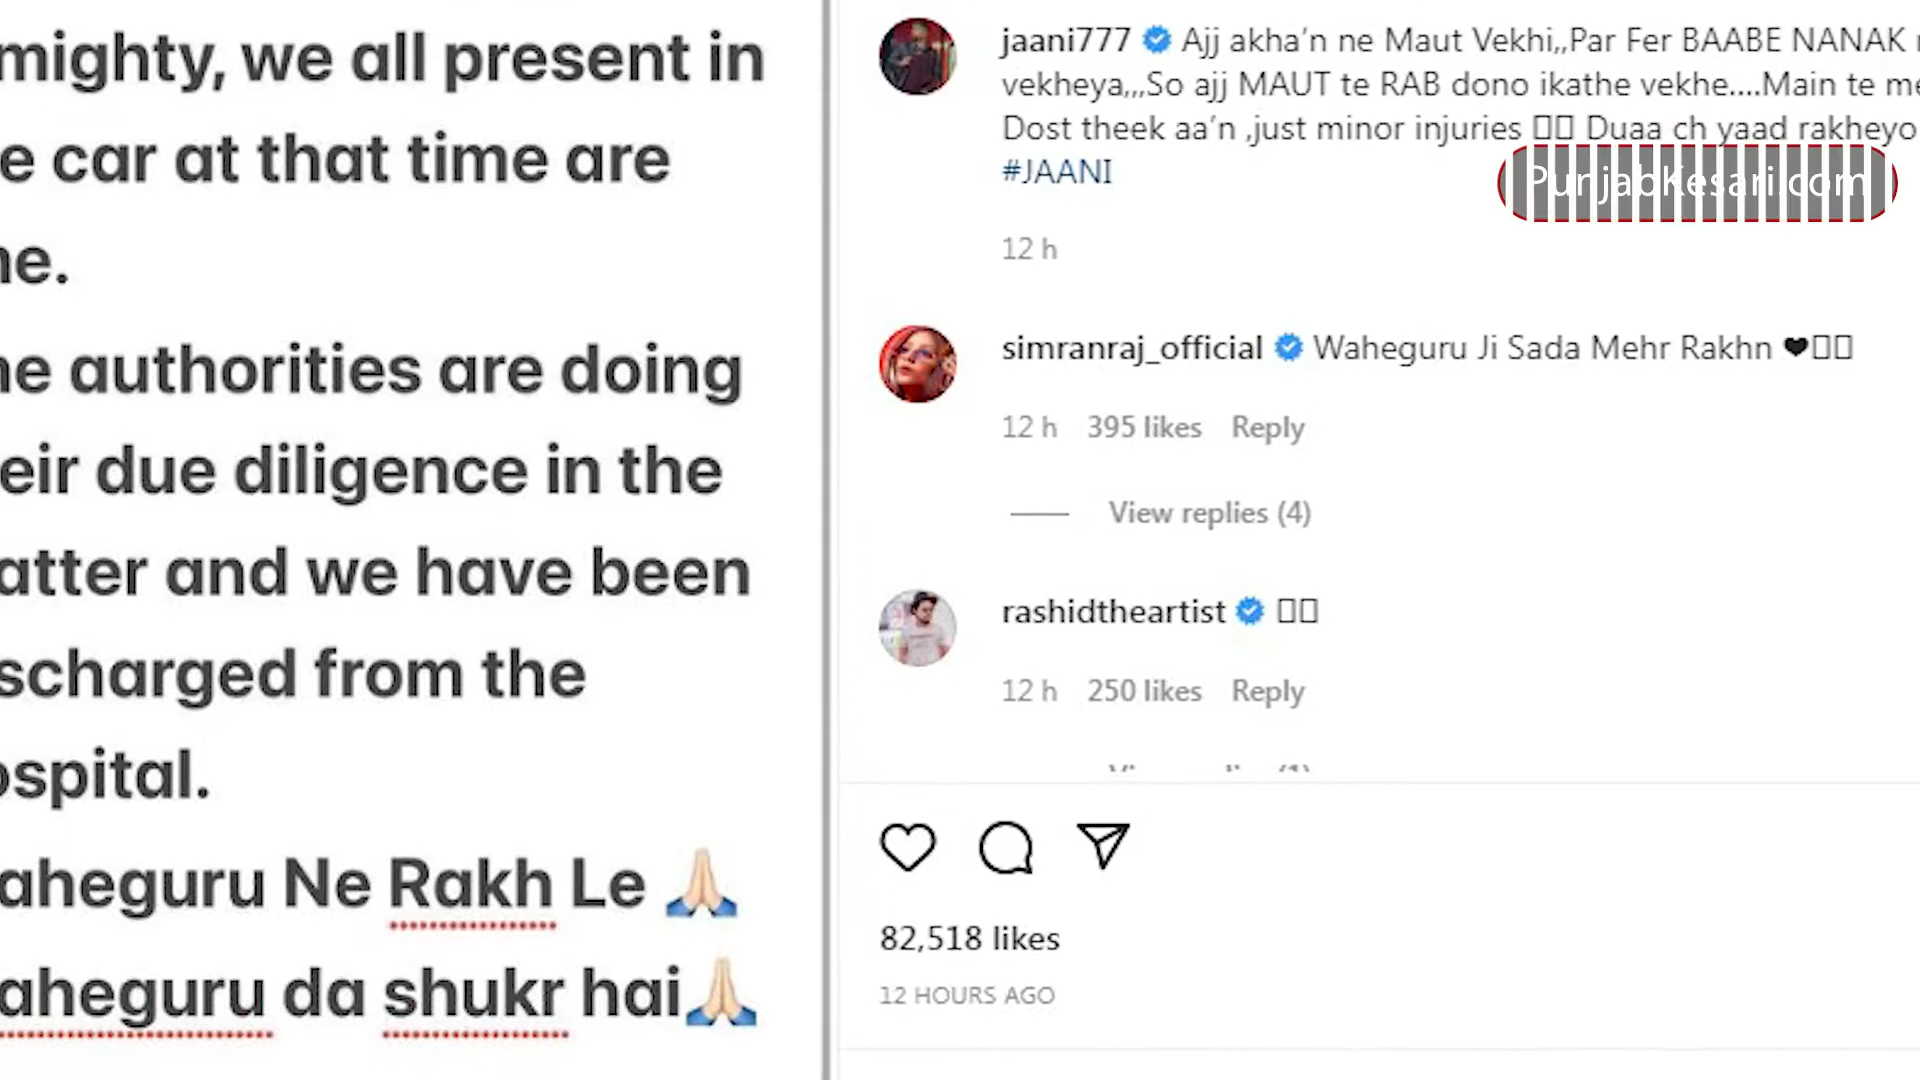 mighty, we all present in
e car at that time are
e.
e authorities are doing
eir due diligence in the
atter and we have been
scharged from the
ospital.
aheguru Ne Rakh Le 🙏🏻
aheguru da shukr hai🙏🏻
jaani777 Ajj akha'n ne Maut Vekhi,,Par Fer BAABE NANAK
vekheya,,,So ajj MAUT te RAB dono ikathe vekhe....Main te me
Dost theek aa'n ,just minor injuries Duaa ch yaad rakheyo
#JAANI
PunjabKesari.com
12 h
simranraj_official Waheguru Ji Sada Mehr Rakhn ❤
12 h 395 likes Reply
View replies (4)
rashidtheartist
12 h 250 likes Reply
82,518 likes
12 HOURS AGO